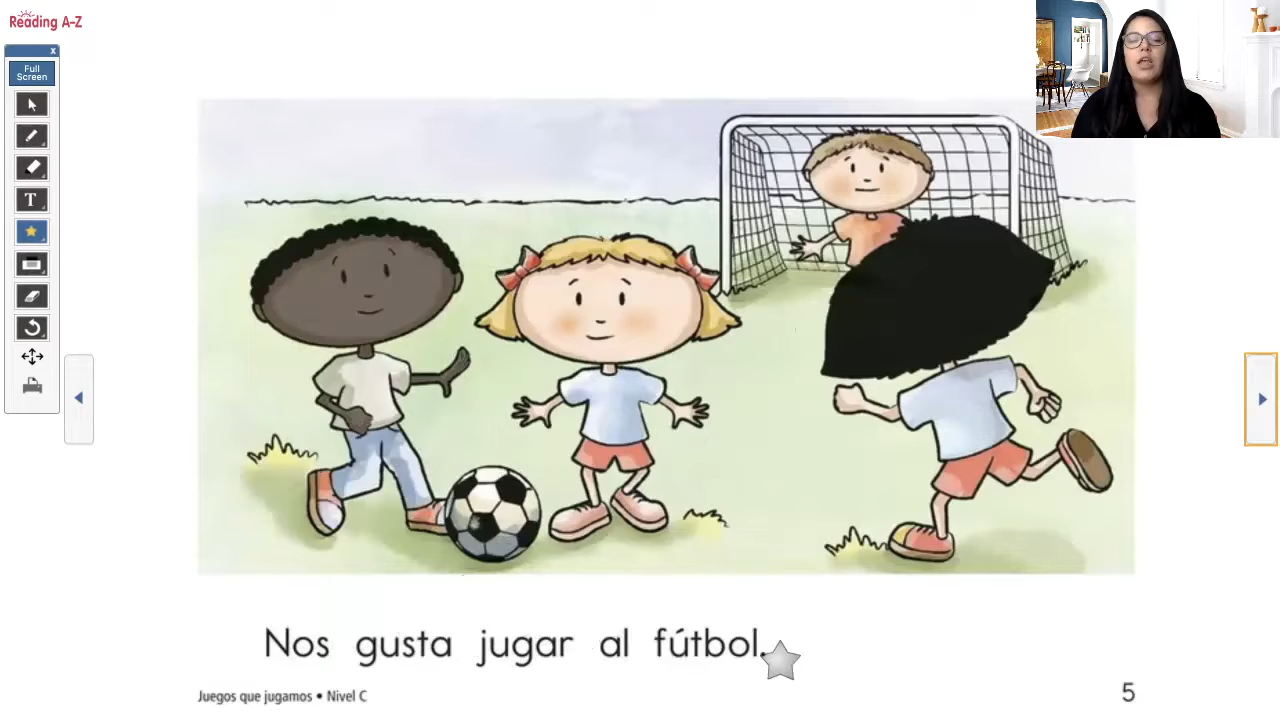 Reading A-Z
x
Full
Screen
T
Nos gusta jugar al fútbol.
Juegos que jugamos • Nivel C
5